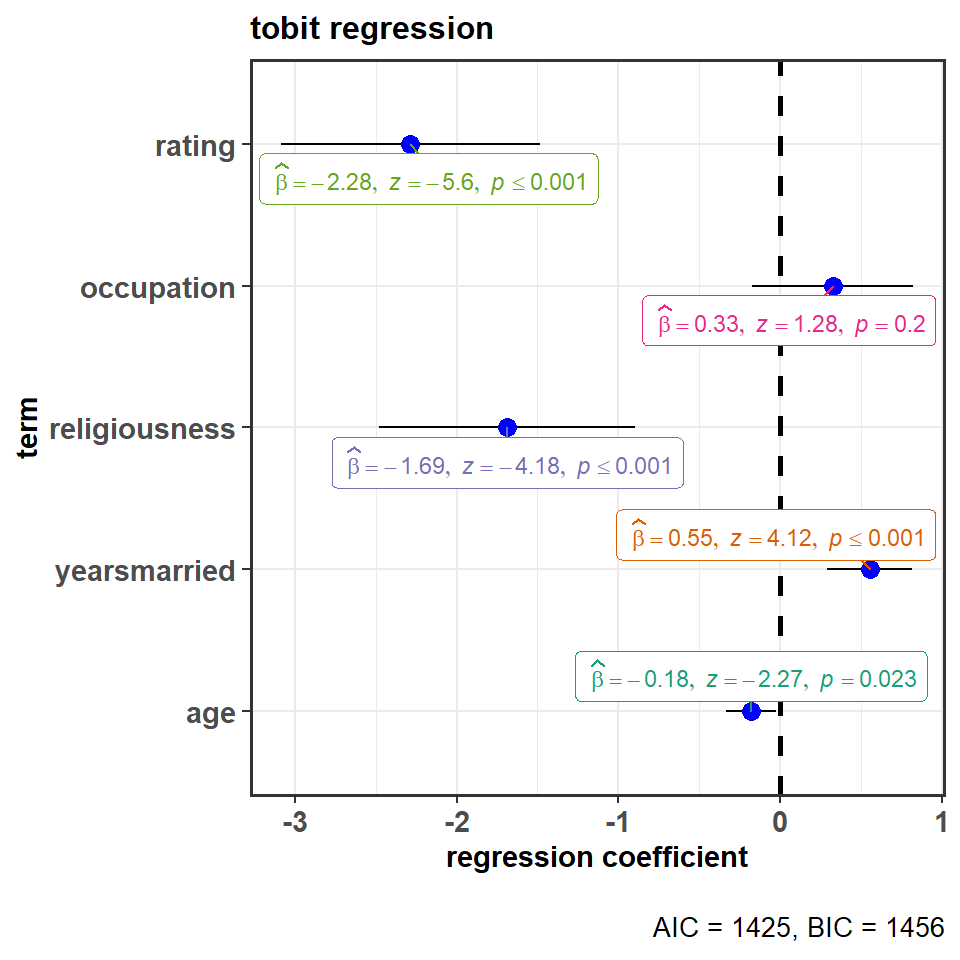 tobit regression
rating
β̂ = −2.28, z = −5.6, p ≤ 0.001
occupation
β̂ = 0.33, z = 1.28, p = 0.2
term
religiousness
β̂ = −1.69, z = −4.18, p ≤ 0.001
β̂ = 0.55, z = 4.12, p ≤ 0.001
yearsmarried
β̂ = −0.18, z = −2.27, p = 0.023
age
-3 -2 -1 0 1
regression coefficient
AIC = 1425, BIC = 1456